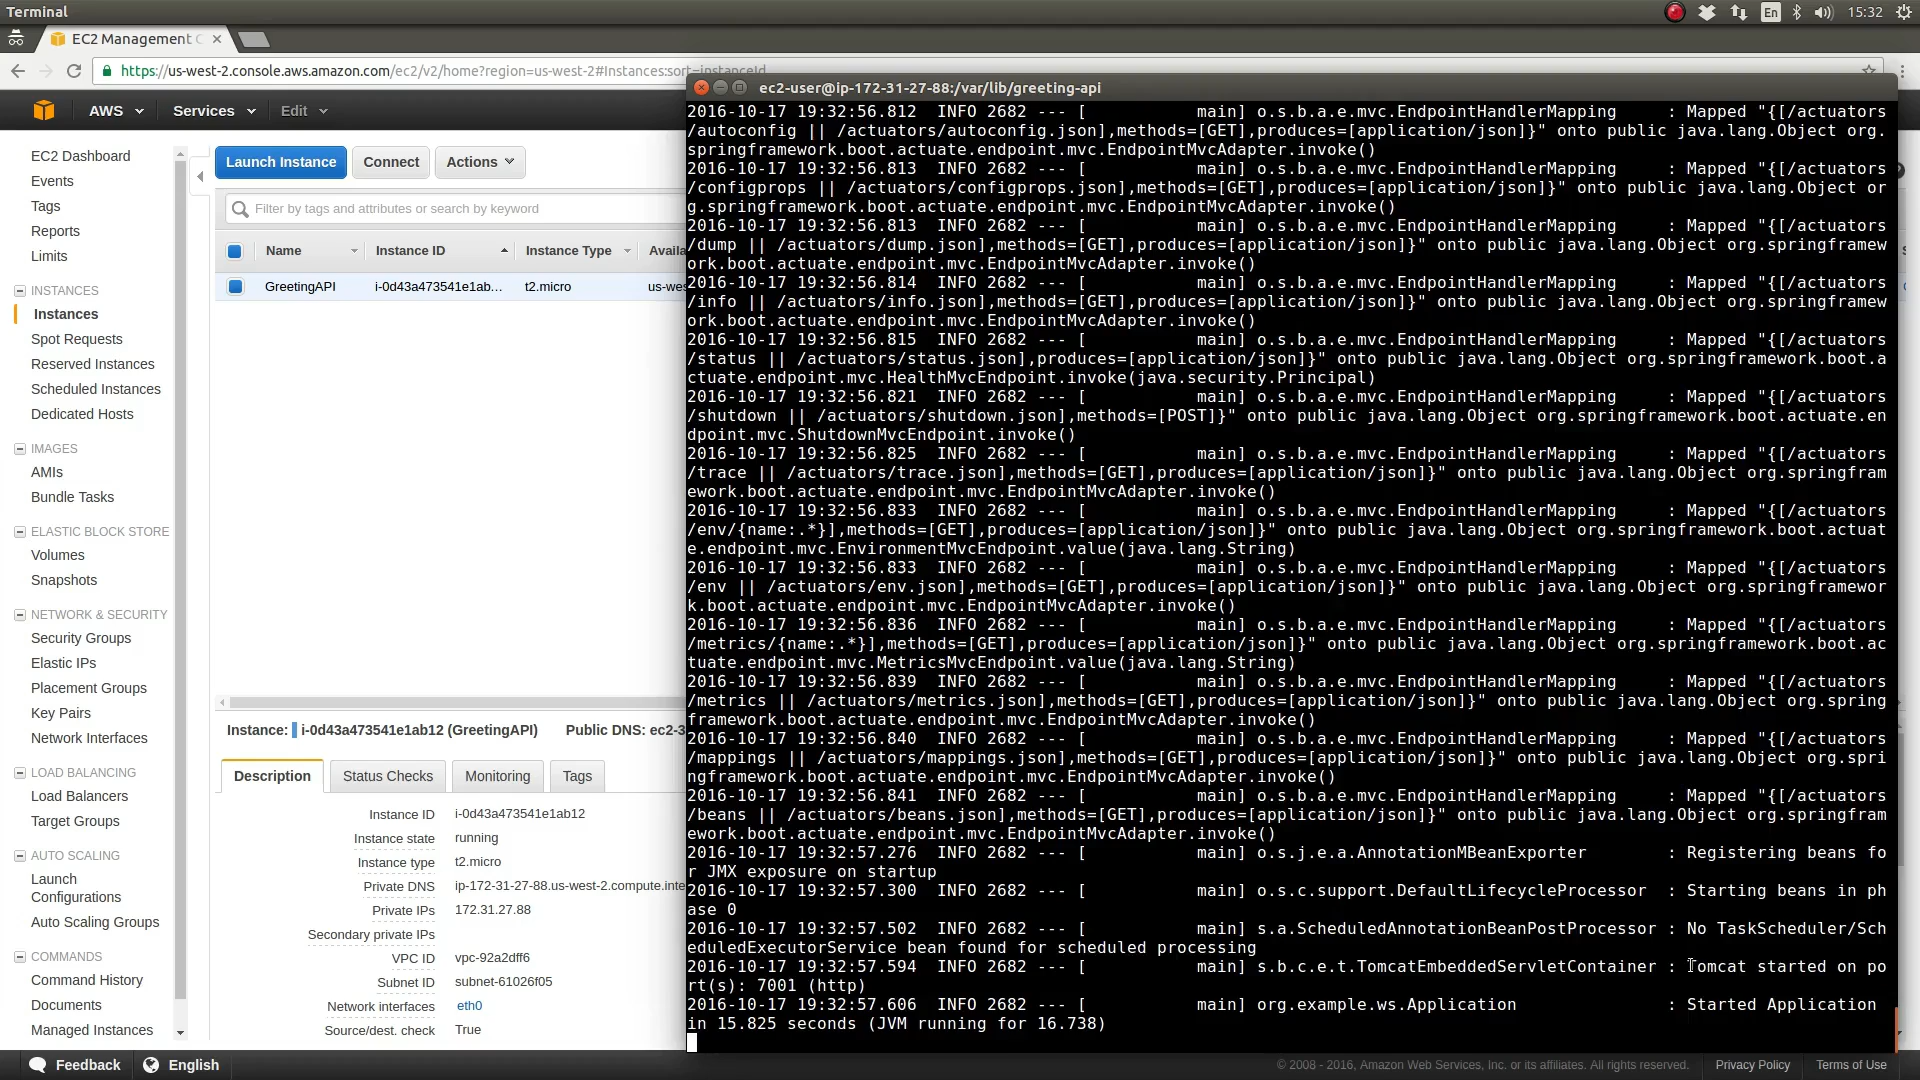 Terminal
En
15:32
EC2 Management C
https://us-west-2.console.aws.amazon.com/ec2/v2/home?region=us-west-2#Instances:sort=instanceId
AWS
Services
Edit
EC2 Dashboard
Events
Tags
Reports
Limits
INSTANCES
Instances
Spot Requests
Reserved Instances
Scheduled Instances
Dedicated Hosts
IMAGES
AMIs
Bundle Tasks
ELASTIC BLOCK STORE
Volumes
Snapshots
NETWORK & SECURITY
Security Groups
Elastic IPs
Placement Groups
Key Pairs
Network Interfaces
LOAD BALANCING
Load Balancers
Target Groups
AUTO SCALING
Launch
Configurations
Auto Scaling Groups
COMMANDS
Command History
Documents
Managed Instances
Launch Instance
Connect
Actions
Filter by tags and attributes or search by keyword
Name
Instance ID
Instance Type
Availa
GreetingAPI
i-0d43a473541e1ab...
t2.micro
us-wes
Instance: i-0d43a473541e1ab12 (GreetingAPI)
Public DNS: ec2-3
Description
Status Checks
Monitoring
Tags
Instance ID
i-0d43a473541e1ab12
Instance state
running
Instance type
t2.micro
Private DNS
ip-172-31-27-88.us-west-2.compute.inte
Private IPs
172.31.27.88
Secondary private IPs
VPC ID
vpc-92a2dff6
Subnet ID
subnet-61026f05
Network interfaces
eth0
Source/dest. check
True
ec2-user@ip-172-31-27-88:/var/lib/greeting-api
2016-10-17 19:32:56.812  INFO 2682 --- [           main] o.s.b.a.e.mvc.EndpointHandlerMapping     : Mapped "{[/actuators
/autoconfig || /actuators/autoconfig.json],methods=[GET],produces=[application/json]}" onto public java.lang.Object org.
springframework.boot.actuate.endpoint.mvc.EndpointMvcAdapter.invoke()
2016-10-17 19:32:56.813  INFO 2682 --- [           main] o.s.b.a.e.mvc.EndpointHandlerMapping     : Mapped "{[/actuators
/configprops || /actuators/configprops.json],methods=[GET],produces=[application/json]}" onto public java.lang.Object or
g.springframework.boot.actuate.endpoint.mvc.EndpointMvcAdapter.invoke()
2016-10-17 19:32:56.813  INFO 2682 --- [           main] o.s.b.a.e.mvc.EndpointHandlerMapping     : Mapped "{[/actuators
/dump || /actuators/dump.json],methods=[GET],produces=[application/json]}" onto public java.lang.Object org.springframew
ork.boot.actuate.endpoint.mvc.EndpointMvcAdapter.invoke()
2016-10-17 19:32:56.814  INFO 2682 --- [           main] o.s.b.a.e.mvc.EndpointHandlerMapping     : Mapped "{[/actuators
/info || /actuators/info.json],methods=[GET],produces=[application/json]}" onto public java.lang.Object org.springframew
ork.boot.actuate.endpoint.mvc.EndpointMvcAdapter.invoke()
2016-10-17 19:32:56.815  INFO 2682 --- [           main] o.s.b.a.e.mvc.EndpointHandlerMapping     : Mapped "{[/actuators
/status || /actuators/status.json],produces=[application/json]}" onto public java.lang.Object org.springframework.boot.a
ctuate.endpoint.mvc.HealthMvcEndpoint.invoke(java.security.Principal)
2016-10-17 19:32:56.821  INFO 2682 --- [           main] o.s.b.a.e.mvc.EndpointHandlerMapping     : Mapped "{[/actuators
/shutdown || /actuators/shutdown.json],methods=[POST]}" onto public java.lang.Object org.springframework.boot.actuate.en
dpoint.mvc.ShutdownMvcEndpoint.invoke()
2016-10-17 19:32:56.825  INFO 2682 --- [           main] o.s.b.a.e.mvc.EndpointHandlerMapping     : Mapped "{[/actuators
/trace || /actuators/trace.json],methods=[GET],produces=[application/json]}" onto public java.lang.Object org.springfram
ework.boot.actuate.endpoint.mvc.EndpointMvcAdapter.invoke()
2016-10-17 19:32:56.833  INFO 2682 --- [           main] o.s.b.a.e.mvc.EndpointHandlerMapping     : Mapped "{[/actuators
/env/{name:.*}],methods=[GET],produces=[application/json]}" onto public java.lang.Object org.springframework.boot.actuat
e.endpoint.mvc.EnvironmentMvcEndpoint.value(java.lang.String)
2016-10-17 19:32:56.833  INFO 2682 --- [           main] o.s.b.a.e.mvc.EndpointHandlerMapping     : Mapped "{[/actuators
/env || /actuators/env.json],methods=[GET],produces=[application/json]}" onto public java.lang.Object org.springframewor
k.boot.actuate.endpoint.mvc.EndpointMvcAdapter.invoke()
2016-10-17 19:32:56.836  INFO 2682 --- [           main] o.s.b.a.e.mvc.EndpointHandlerMapping     : Mapped "{[/actuators
/metrics/{name:.*}],methods=[GET],produces=[application/json]}" onto public java.lang.Object org.springframework.boot.ac
tuate.endpoint.mvc.MetricsMvcEndpoint.value(java.lang.String)
2016-10-17 19:32:56.839  INFO 2682 --- [           main] o.s.b.a.e.mvc.EndpointHandlerMapping     : Mapped "{[/actuators
/metrics || /actuators/metrics.json],methods=[GET],produces=[application/json]}" onto public java.lang.Object org.spring
framework.boot.actuate.endpoint.mvc.EndpointMvcAdapter.invoke()
2016-10-17 19:32:56.840  INFO 2682 --- [           main] o.s.b.a.e.mvc.EndpointHandlerMapping     : Mapped "{[/actuators
/mappings || /actuators/mappings.json],methods=[GET],produces=[application/json]}" onto public java.lang.Object org.spri
ngframework.boot.actuate.endpoint.mvc.EndpointMvcAdapter.invoke()
2016-10-17 19:32:56.841  INFO 2682 --- [           main] o.s.b.a.e.mvc.EndpointHandlerMapping     : Mapped "{[/actuators
/beans || /actuators/beans.json],methods=[GET],produces=[application/json]}" onto public java.lang.Object org.springfram
ework.boot.actuate.endpoint.mvc.EndpointMvcAdapter.invoke()
2016-10-17 19:32:57.276  INFO 2682 --- [           main] o.s.j.e.a.AnnotationMBeanExporter        : Registering beans fo
r JMX exposure on startup
2016-10-17 19:32:57.300  INFO 2682 --- [           main] o.s.c.support.DefaultLifecycleProcessor  : Starting beans in ph
ase 0
2016-10-17 19:32:57.502  INFO 2682 --- [           main] s.a.ScheduledAnnotationBeanPostProcessor : No TaskScheduler/Sch
eduledExecutorService bean found for scheduled processing
2016-10-17 19:32:57.594  INFO 2682 --- [           main] s.b.c.e.t.TomcatEmbeddedServletContainer : Tomcat started on po
rt(s): 7001 (http)
2016-10-17 19:32:57.606  INFO 2682 --- [           main] org.example.ws.Application               : Started Application
in 15.825 seconds (JVM running for 16.738)
Feedback
English
© 2008 - 2016, Amazon Web Services, Inc. or its affiliates. All rights reserved.
Privacy Policy
Terms of Use